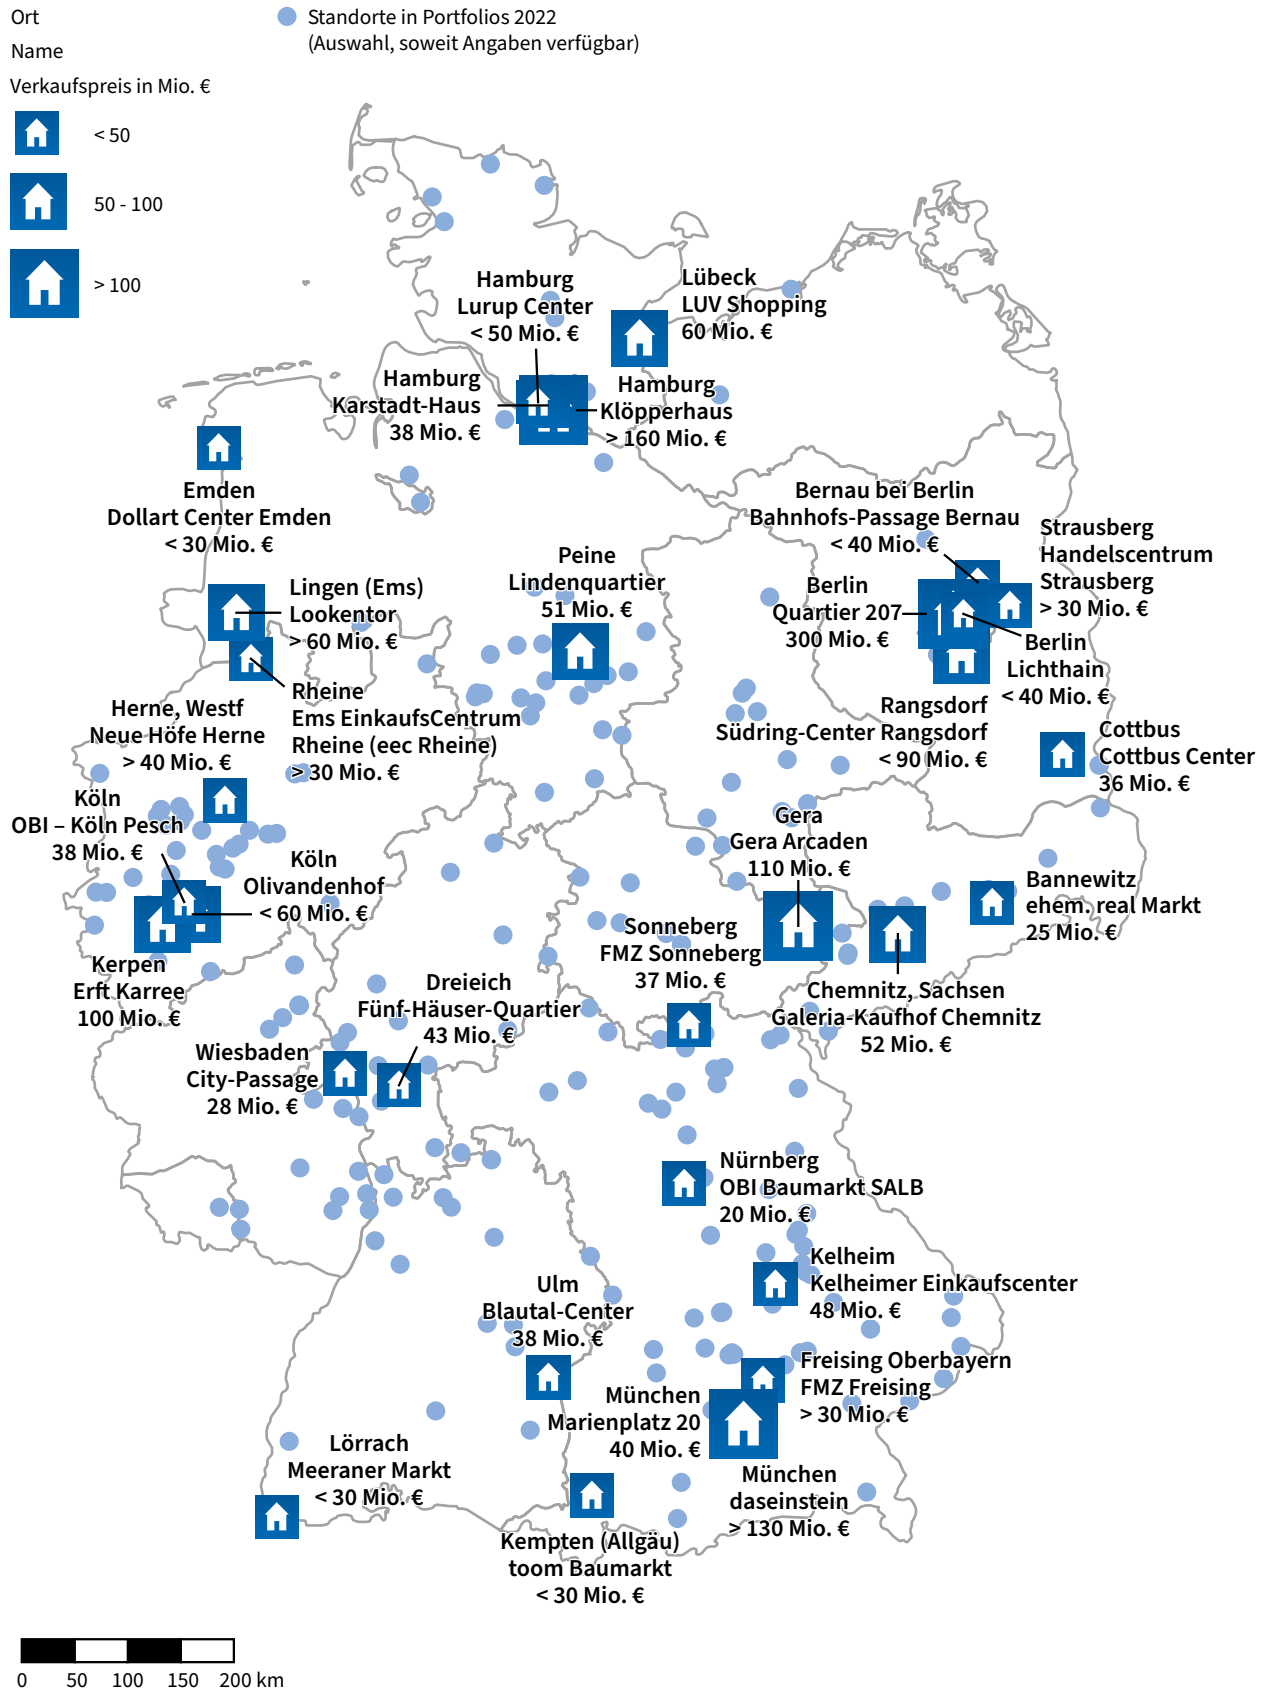 Ort
Name
Verkaufspreis in Mio. €
< 50
50 - 100
> 100
Standorte in Portfolios 2022
(Auswahl, soweit Angaben verfügbar)
Hamburg
Lurup Center
< 50 Mio. €
Lübeck
LUV Shopping
60 Mio. €
Hamburg
Karstadt-Haus
38 Mio. €
Hamburg
Klöpperhaus
> 160 Mio. €
Emden
Dollart Center Emden
< 30 Mio. €
Bernau bei Berlin
Bahnhofs-Passage Bernau
< 40 Mio. €
Strausberg
Handelscentrum
Strausberg
> 30 Mio. €
Peine
Lindenquartier
51 Mio. €
Berlin
Quartier 207
300 Mio. €
Lingen (Ems)
Lookentor
> 60 Mio. €
Berlin
Lichthain
< 40 Mio. €
Rheine
Ems EinkaufsCentrum
Rheine (eec Rheine)
> 30 Mio. €
Rangsdorf
Südring-Center Rangsdorf
< 90 Mio. €
Herne, Westf
Neue Höfe Herne
> 40 Mio. €
Cottbus
Cottbus Center
36 Mio. €
Köln
OBI – Köln Pesch
38 Mio. €
Gera
Gera Arcaden
110 Mio. €
Köln
Olivandenhof
< 60 Mio. €
Bannewitz
ehem. real Markt
25 Mio. €
Sonneberg
FMZ Sonneberg
37 Mio. €
Kerpen
Erft Karree
100 Mio. €
Dreieich
Fünf-Häuser-Quartier
43 Mio. €
Chemnitz, Sachsen
Galeria-Kaufhof Chemnitz
52 Mio. €
Wiesbaden
City-Passage
28 Mio. €
Nürnberg
OBI Baumarkt SALB
20 Mio. €
Kelheim
Kelheimer Einkaufscenter
48 Mio. €
Ulm
Blautal-Center
38 Mio. €
Freising Oberbayern
FMZ Freising
> 30 Mio. €
München
Marienplatz 20
40 Mio. €
Lörrach
Meeraner Markt
< 30 Mio. €
München
daseinstein
> 130 Mio. €
Kempten (Allgäu)
toom Baumarkt
< 30 Mio. €
0 50 100 150 200 km